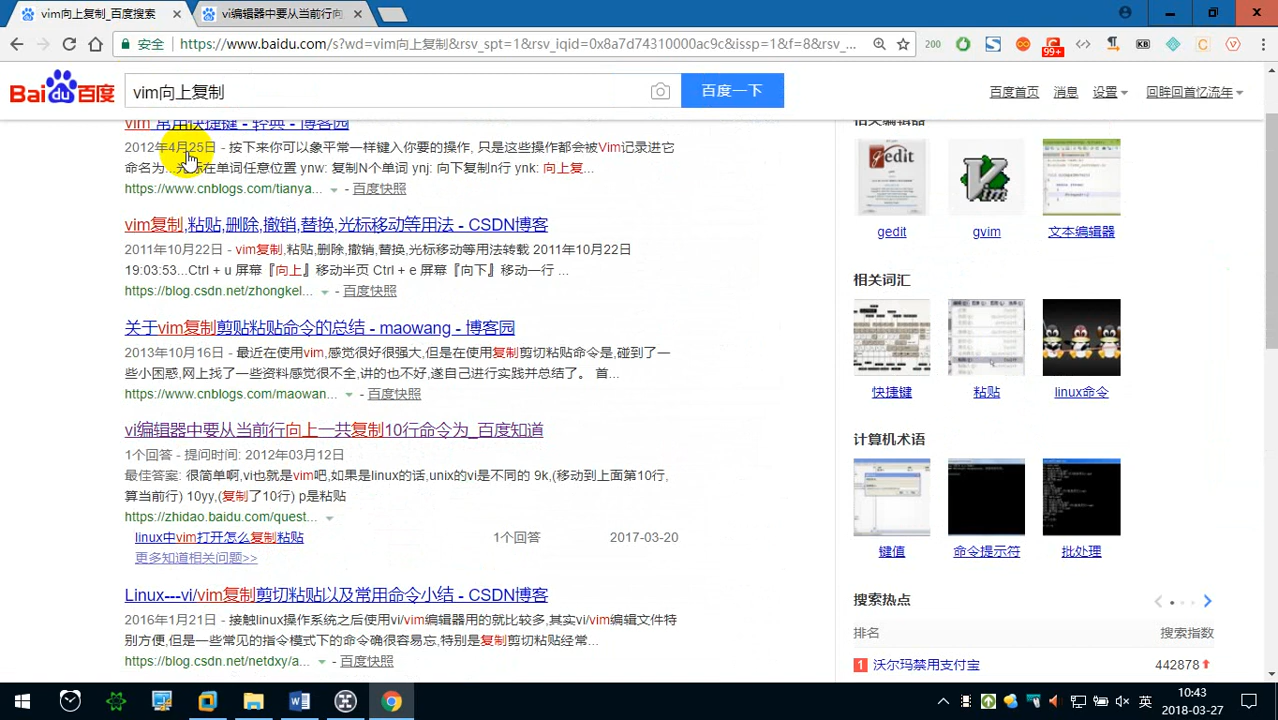 vim向上复制_百度搜索
vi编辑器中要从当前行向
安全
https://www.baidu.com/s?wd=vim向上复制&rsv_spt=1&rsv_iqid=0x8a7d74310000ac9c&issp=1&f=8&rsv_...
200
99+
KB
Bai du 百度
vim向上复制
百度一下
百度首页 消息 设置 回眸回首忆流年
vim 常用快捷键 - 经典 - 博客园
2012年4月25日 - 按下来你可以象平常一样键入你要的操作, 只是这些操作都会被Vim记录进它
ynk: 向上复...
https://www.cnblogs.com/tianya... - 百度快照
vim复制,粘贴,删除,撤销,替换,光标移动等用法 - CSDN博客
2011年10月22日 - vim复制,粘贴,删除,撤销,替换,光标移动等用法转载 2011年10月22日
19:03:53...Ctrl + u 屏幕『向上』移动半页 Ctrl + e 屏幕『向下』移动一行 ...
https://blog.csdn.net/zhongkel... - 百度快照
关于vim复制剪贴粘贴命令的总结 - maowang - 博客园
2013年10月16日 - 最近在使用vim,感觉很好很强大,但是在使用复制剪切粘贴命令是,碰到了一
些小困难,网上找了一些资料感觉很不全,讲的也不好,遂自己进行实践并总结了。 首...
https://www.cnblogs.com/maowan... - 百度快照
vi编辑器中要从当前行向上一共复制10行命令为_百度知道
1个回答 - 提问时间: 2012年03月12日
最佳答案: 很简单啊,vi也就是vim吧,如果是linux的话,unix的vi是不同的 9k,(移动到上面第10行,
算当前行) 10yy,(复制了10行) p是粘贴
https://zhidao.baidu.com/quest...
linux中vim打开怎么复制粘贴 1个回答 2017-03-20
更多知道相关问题>>
Linux---vi/vim复制剪切粘贴以及常用命令小结 - CSDN博客
2016年1月21日 - 接触linux操作系统之后使用vi/vim编辑器用的就比较多,其实vi/vim编辑文件特
别方便,但是一些常见的指令模式下的命令确很容易忘,特别是复制剪切粘贴经常...
https://blog.csdn.net/netdxy/a... - 百度快照
相关编辑器
gedit gvim 文本编辑器
相关词汇
快捷键 粘贴 linux命令
计算机术语
键值 命令提示符 批处理
搜索热点
排名 搜索指数
1 沃尔玛禁用支付宝 442878
英
10:43
2018-03-27